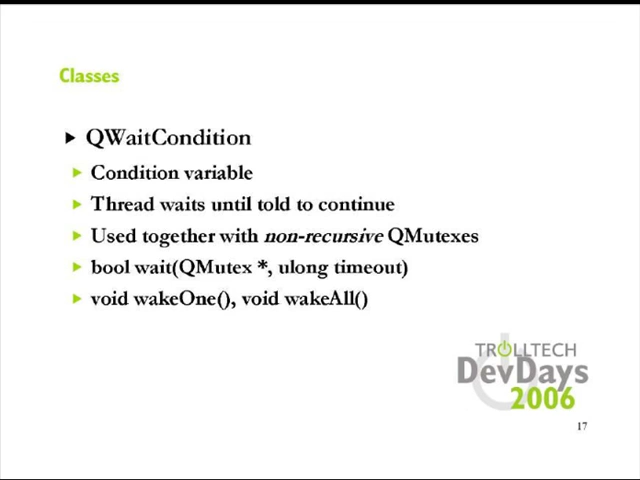 Classes
QWaitCondition
Condition variable
Thread waits until told to continue
Used together with non-recursive QMutexes
bool wait(QMutex *, ulong timeout)
void wakeOne(), void wakeAll()
TROLLTECH
DevDays
2006
17